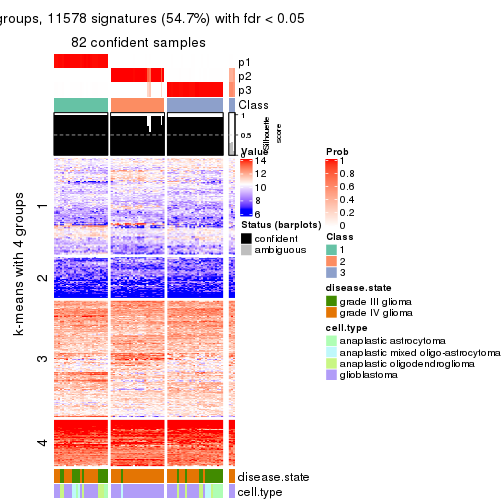 groups, 11578 signatures (54.7%) with fdr < 0.05
82 confident samples
p1
p2
p3
Class
1
0.5
0
Silhouette
score
k-means with 4 groups
1
2
3
4
disease.state
cell.type
Value
14
12
10
8
6
Status (barplots)
confident
ambiguous
Prob
1
0.8
0.6
0.4
0.2
0
Class
1
2
3
disease.state
grade III glioma
grade IV glioma
cell.type
anaplastic astrocytoma
anaplastic mixed oligo-astrocytoma
anaplastic oligodendroglioma
glioblastoma